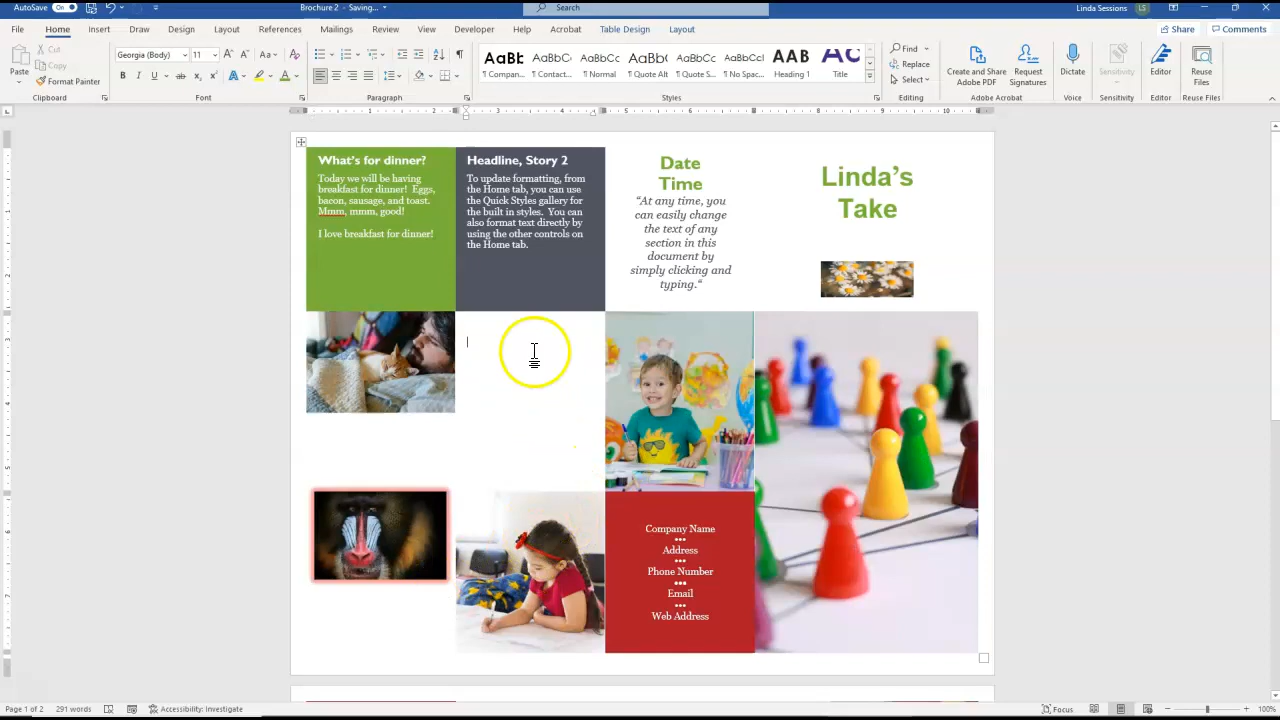 AutoSave On
Brochure 2 - Saving...
Search
Linda Sessions LS
File Home Insert Draw Design Layout References Mailings Review View Developer Help Acrobat Table Design Layout
Share Comments
Paste
Cut
Copy
Format Painter
Clipboard
Georgia (Body) 11
Font
Paragraph
AaBb AaBbC AaBbCc AaBbC AaBbCc AaBbCc AAB AC
¶ Compan... ¶ Contact... ¶ Normal ¶ Quote Alt ¶ Quote S... ¶ No Spac... Heading 1 Title
Styles
Find
Replace
Select
Editing
Create and Share Adobe PDF
Request Signatures
Adobe Acrobat
Dictate
Voice
Sensitivity
Sensitivity
Editor
Editor
Reuse Files
Reuse Files
What's for dinner?
Today we will be having
breakfast for dinner! Eggs,
bacon, sausage, and toast.
Mmm, mmm, good!
I love breakfast for dinner!
Headline, Story 2
To update formatting, from
the Home tab, you can use
the Quick Styles gallery for
the built in styles. You can
also format text directly by
using the other controls on
the Home tab.
Date
Time
“At any time, you
can easily change
the text of any
section in this
document by
simply clicking and
typing.“
Linda’s
Take
Company Name
•••
Address
•••
Phone Number
•••
Email
•••
Web Address
Page 1 of 2 291 words Accessibility: Investigate
Focus
100%